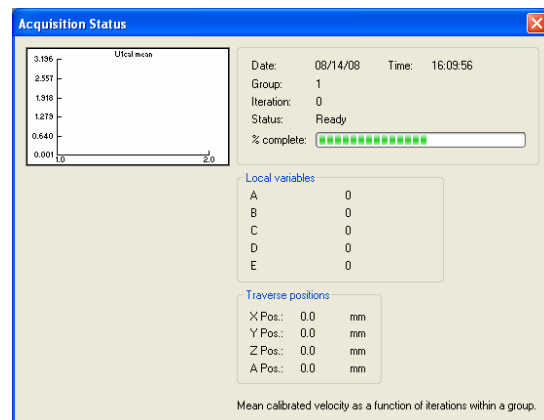 Acquisition Status
U1cal mean
3.196
2.557
1.918
1.279
0.640
0.001
1.0 2.0
Date: 08/14/08 Time: 16:09:56
Group: 1
Iteration: 0
Status: Ready
% complete:
Local variables
A 0
B 0
C 0
D 0
E 0
Traverse positions
X Pos.: 0.0 mm
Y Pos.: 0.0 mm
Z Pos.: 0.0 mm
A Pos.: 0.0 mm
Mean calibrated velocity as a function of iterations within a group.